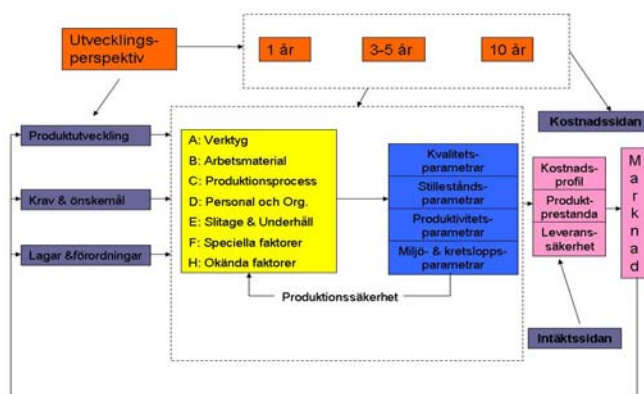 Utvecklings-
perspektiv
1 år
3-5 år
10 år
Kostnadssidan
Produktutveckling
Krav & önskemål
Lagar &förordningar
A: Verktyg
B: Arbetsmaterial
C: Produktionsprocess
D: Personal och Org.
E: Slitage & Underhåll
F: Speciella faktorer
H: Okända faktorer
Kvalitets-
parametrar
Stillestånds-
parametrar
Produktivitets-
parametrar
Miljö- & kretslopps-
parametrar
Produktionssäkerhet
Kostnads-
profil
Produkt-
prestanda
Leverans-
säkerhet
Marknad
Intäktssidan